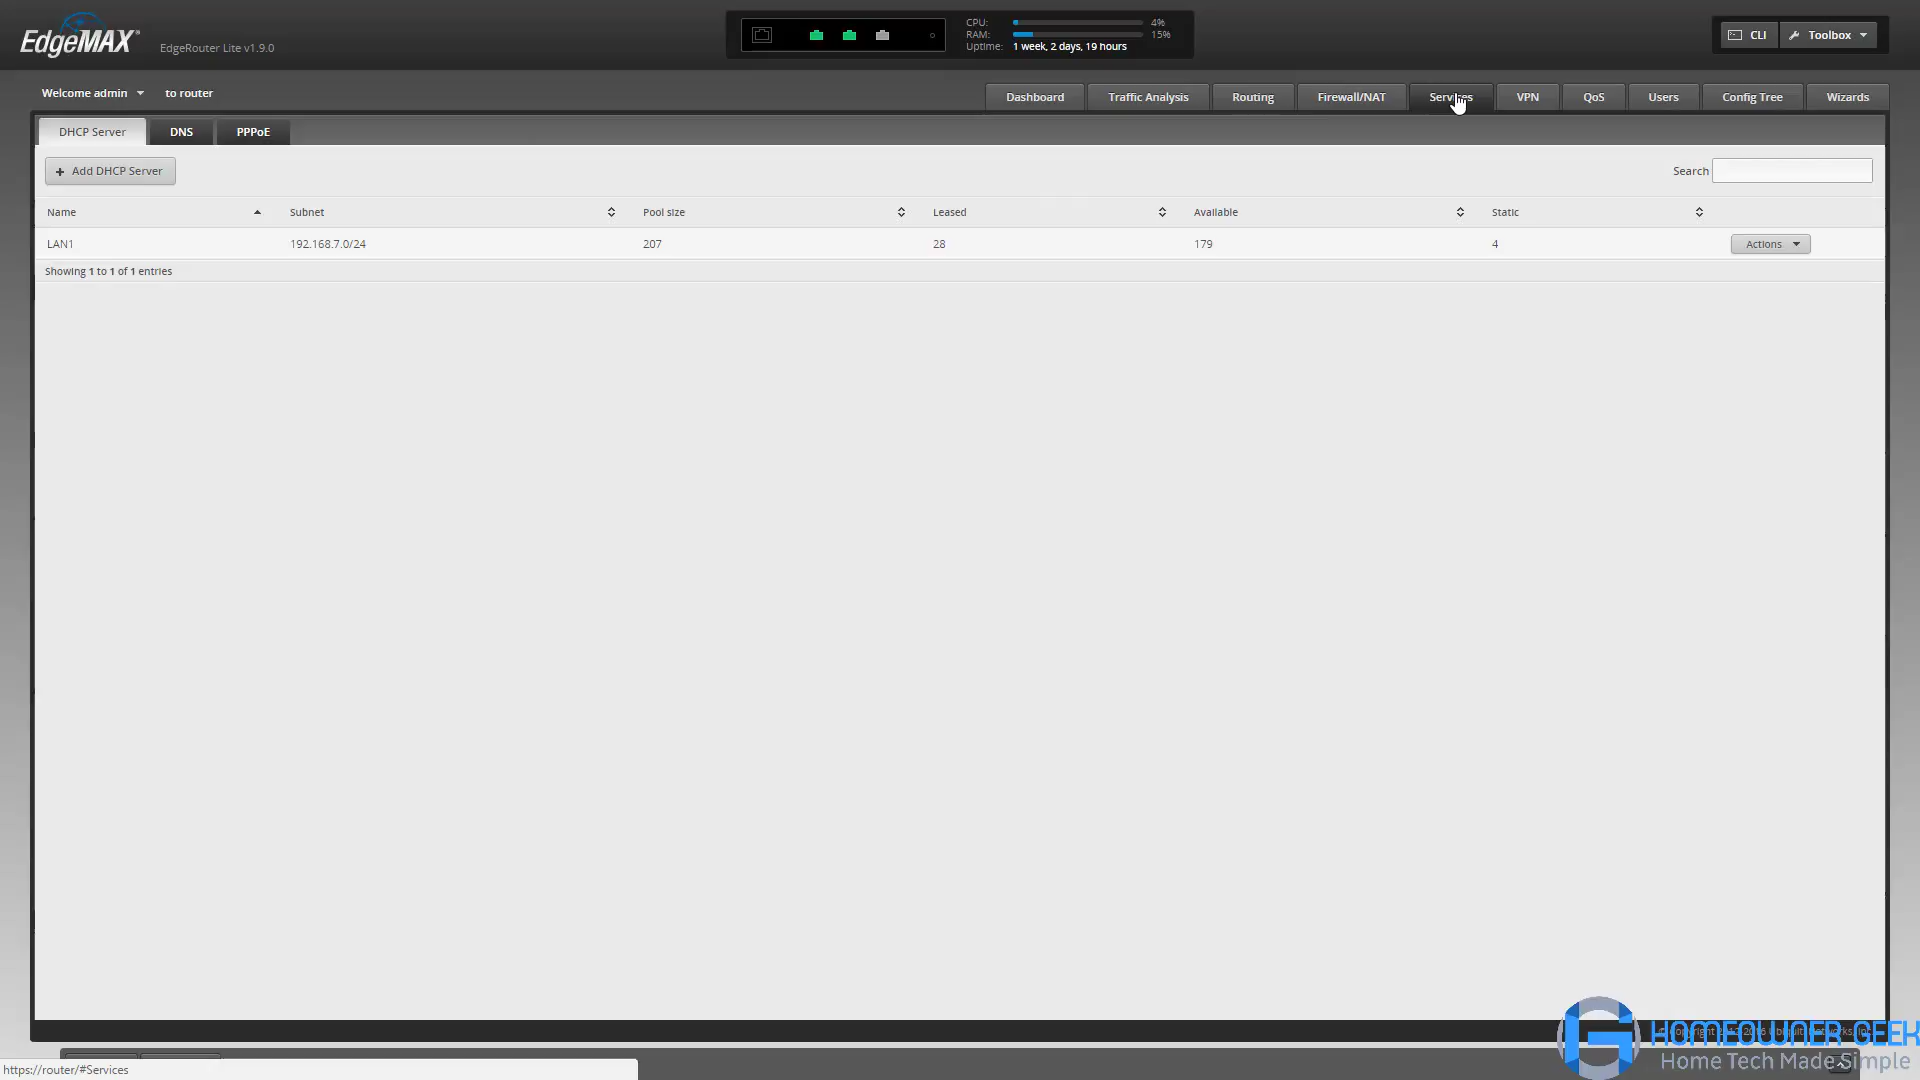 EdgeMAX®
EdgeRouter Lite v1.9.0
CPU: 4%
RAM: 15%
Uptime: 1 week, 2 days, 19 hours
CLI
Toolbox
Welcome admin
to router
Dashboard
Traffic Analysis
Routing
Firewall/NAT
Services
VPN
QoS
Users
Config Tree
Wizards
DHCP Server
DNS
PPPoE
+ Add DHCP Server
Search
Name Subnet Pool size Leased Available Static
LAN1 192.168.7.0/24 207 28 179 4 Actions
Showing 1 to 1 of 1 entries
HOMEOWNER GEEK
Home Tech Made Simple
https://router/#Services